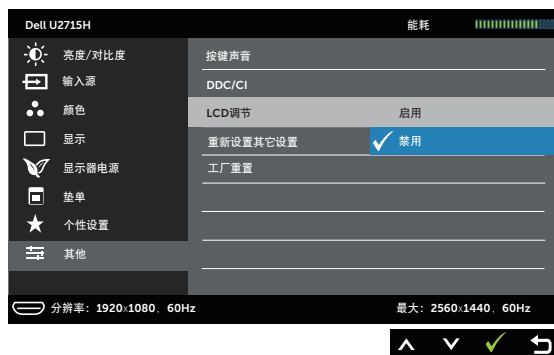 Dell U2715H 能耗
亮度/对比度
输入源
颜色
显示
显示器电源
垫单
个性设置
其他
按键声音
DDC/CI
LCD调节 启用
重新设置其它设置 禁用
工厂重置
分辨率：1920x1080，60Hz 最大：2560x1440，60Hz